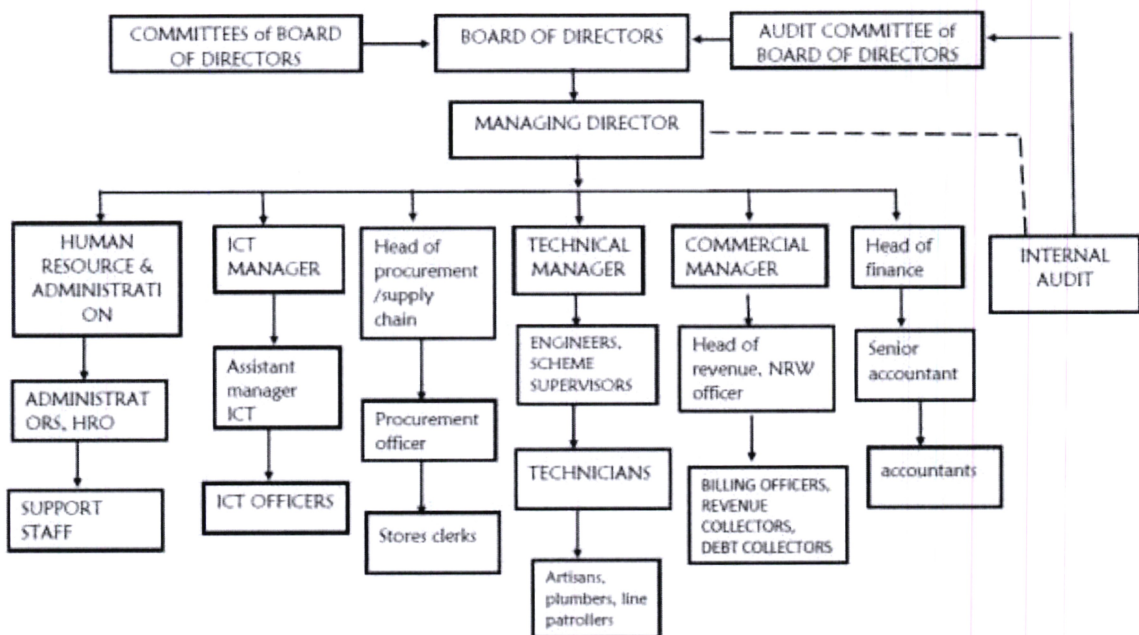 COMMITTEES of BOARD
OF DIRECTORS
BOARD OF DIRECTORS
AUDIT COMMITTEE of
BOARD OF DIRECTORS
MANAGING DIRECTOR
HUMAN
RESOURCE &
ADMINISTRATI
ON
ICT
MANAGER
Head of
procurement
/supply
chain
TECHNICAL
MANAGER
COMMERCIAL
MANAGER
Head of
finance
INTERNAL
AUDIT
ADMINISTRAT
ORS, HRO
Assistant
manager
ICT
Procurement
officer
ENGINEERS,
SCHEME
SUPERVISORS
Head of
revenue, NRW
officer
Senior
accountant
SUPPORT
STAFF
ICT OFFICERS
Stores clerks
TECHNICIANS
BILLING OFFICERS,
REVENUE
COLLECTORS,
DEBT COLLECTORS
accountants
Artisans,
plumbers, line
patrollers